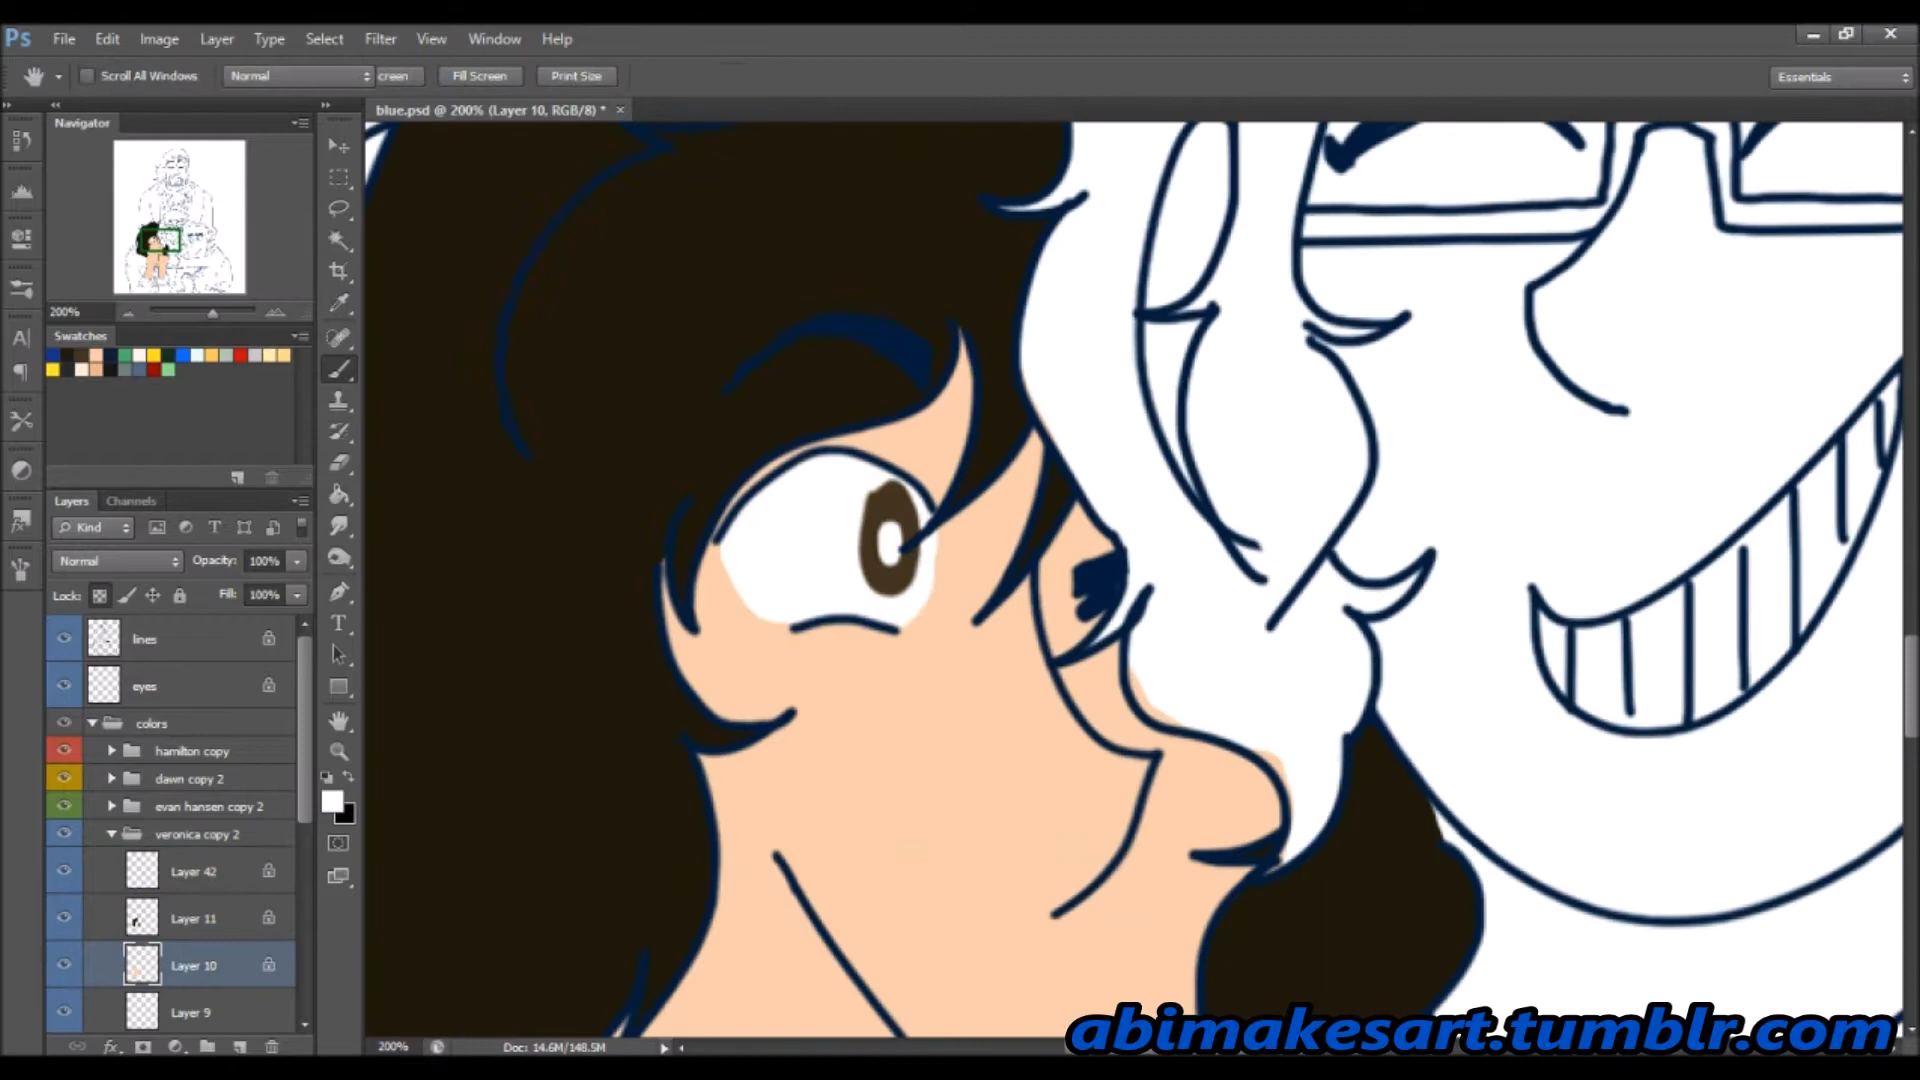 Ps File Edit Image Layer Type Select Filter View Window Help
Scroll All Windows Normal creen Fill Screen Print Size Essentials
blue.psd @ 200% (Layer 10, RGB/8) *
Navigator
200%
Swatches
Layers Channels
Kind
Normal Opacity: 100%
Lock: Fill: 100%
lines
eyes
colors
hamilton copy
dawn copy 2
evan hansen copy 2
veronica copy 2
Layer 42
Layer 11
Layer 10
Layer 9
200% Doc: 14.6M/148.5M
abimakesart.tumblr.com